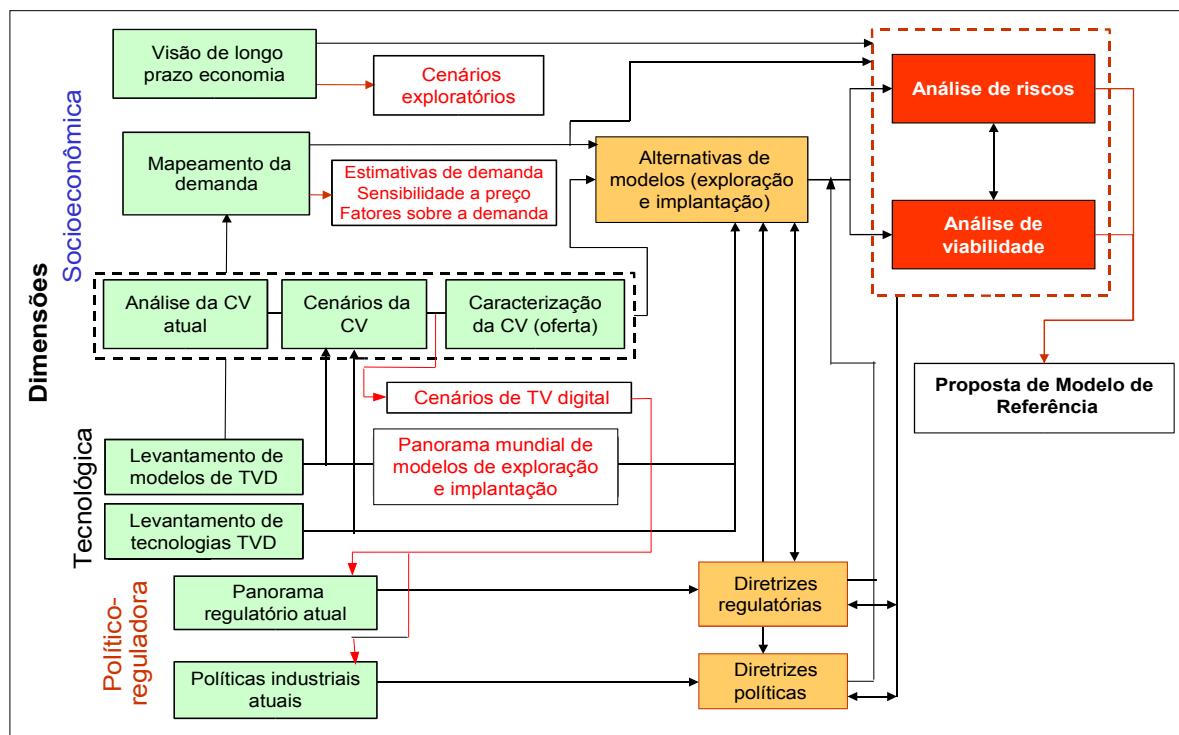 Dimensões
Socioeconômica
Visão de longo
prazo economia
Cenários
exploratórios
Mapeamento da
demanda
Estimativas de demanda
Sensibilidade a preço
Fatores sobre a demanda
Alternativas de
modelos (exploração
e implantação)
Análise de riscos
Análise de
viabilidade
Análise da CV
atual
Cenários da
CV
Caracterização
da CV (oferta)
Cenários de TV digital
Proposta de Modelo de
Referência
Tecnológica
Levantamento de
modelos de TVD
Panorama mundial de
modelos de exploração
e implantação
Levantamento de
tecnologias TVD
Político-
reguladora
Panorama
regulatório atual
Diretrizes
regulatórias
Políticas industriais
atuais
Diretrizes
políticas